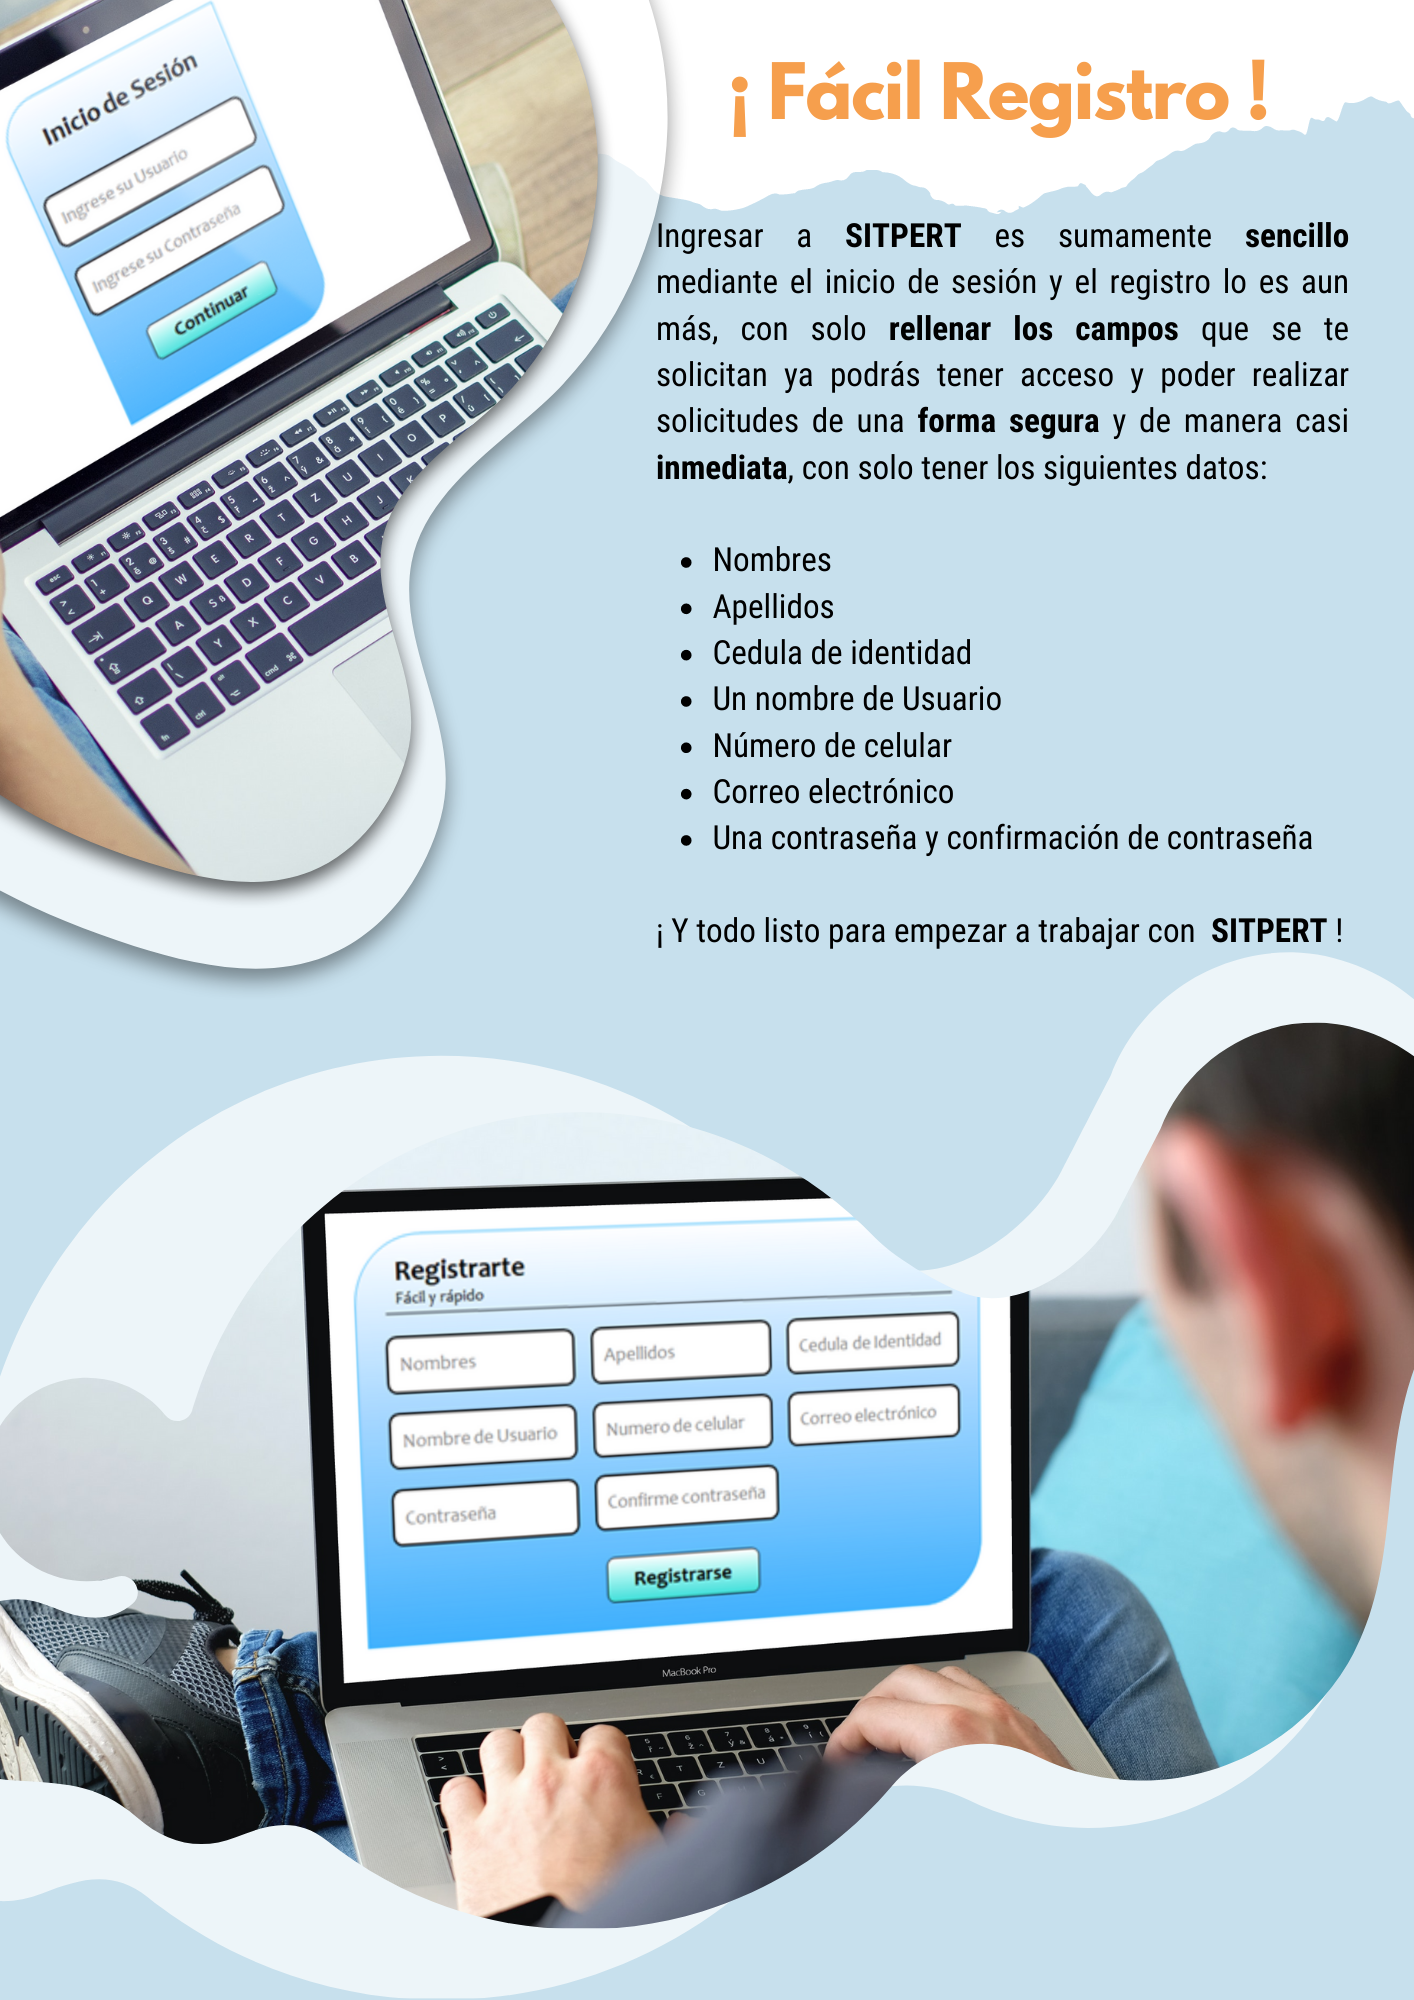 ¡ Fácil Registro !
Ingresar a SITPERT es sumamente sencillo
mediante el inicio de sesión y el registro lo es aun
más, con solo rellenar los campos que se te
solicitan ya podrás tener acceso y poder realizar
solicitudes de una forma segura y de manera casi
inmediata, con solo tener los siguientes datos:
• Nombres
• Apellidos
• Cedula de identidad
• Un nombre de Usuario
• Número de celular
• Correo electrónico
• Una contraseña y confirmación de contraseña
¡ Y todo listo para empezar a trabajar con SITPERT !
Inicio de Sesión
Ingrese su Usuario
Ingrese su Contraseña
Continuar
Registrarte
Fácil y rápido
Nombres
Apellidos
Cedula de Identidad
Nombre de Usuario
Numero de celular
Correo electrónico
Contraseña
Confirme contraseña
Registrarse
MacBook Pro